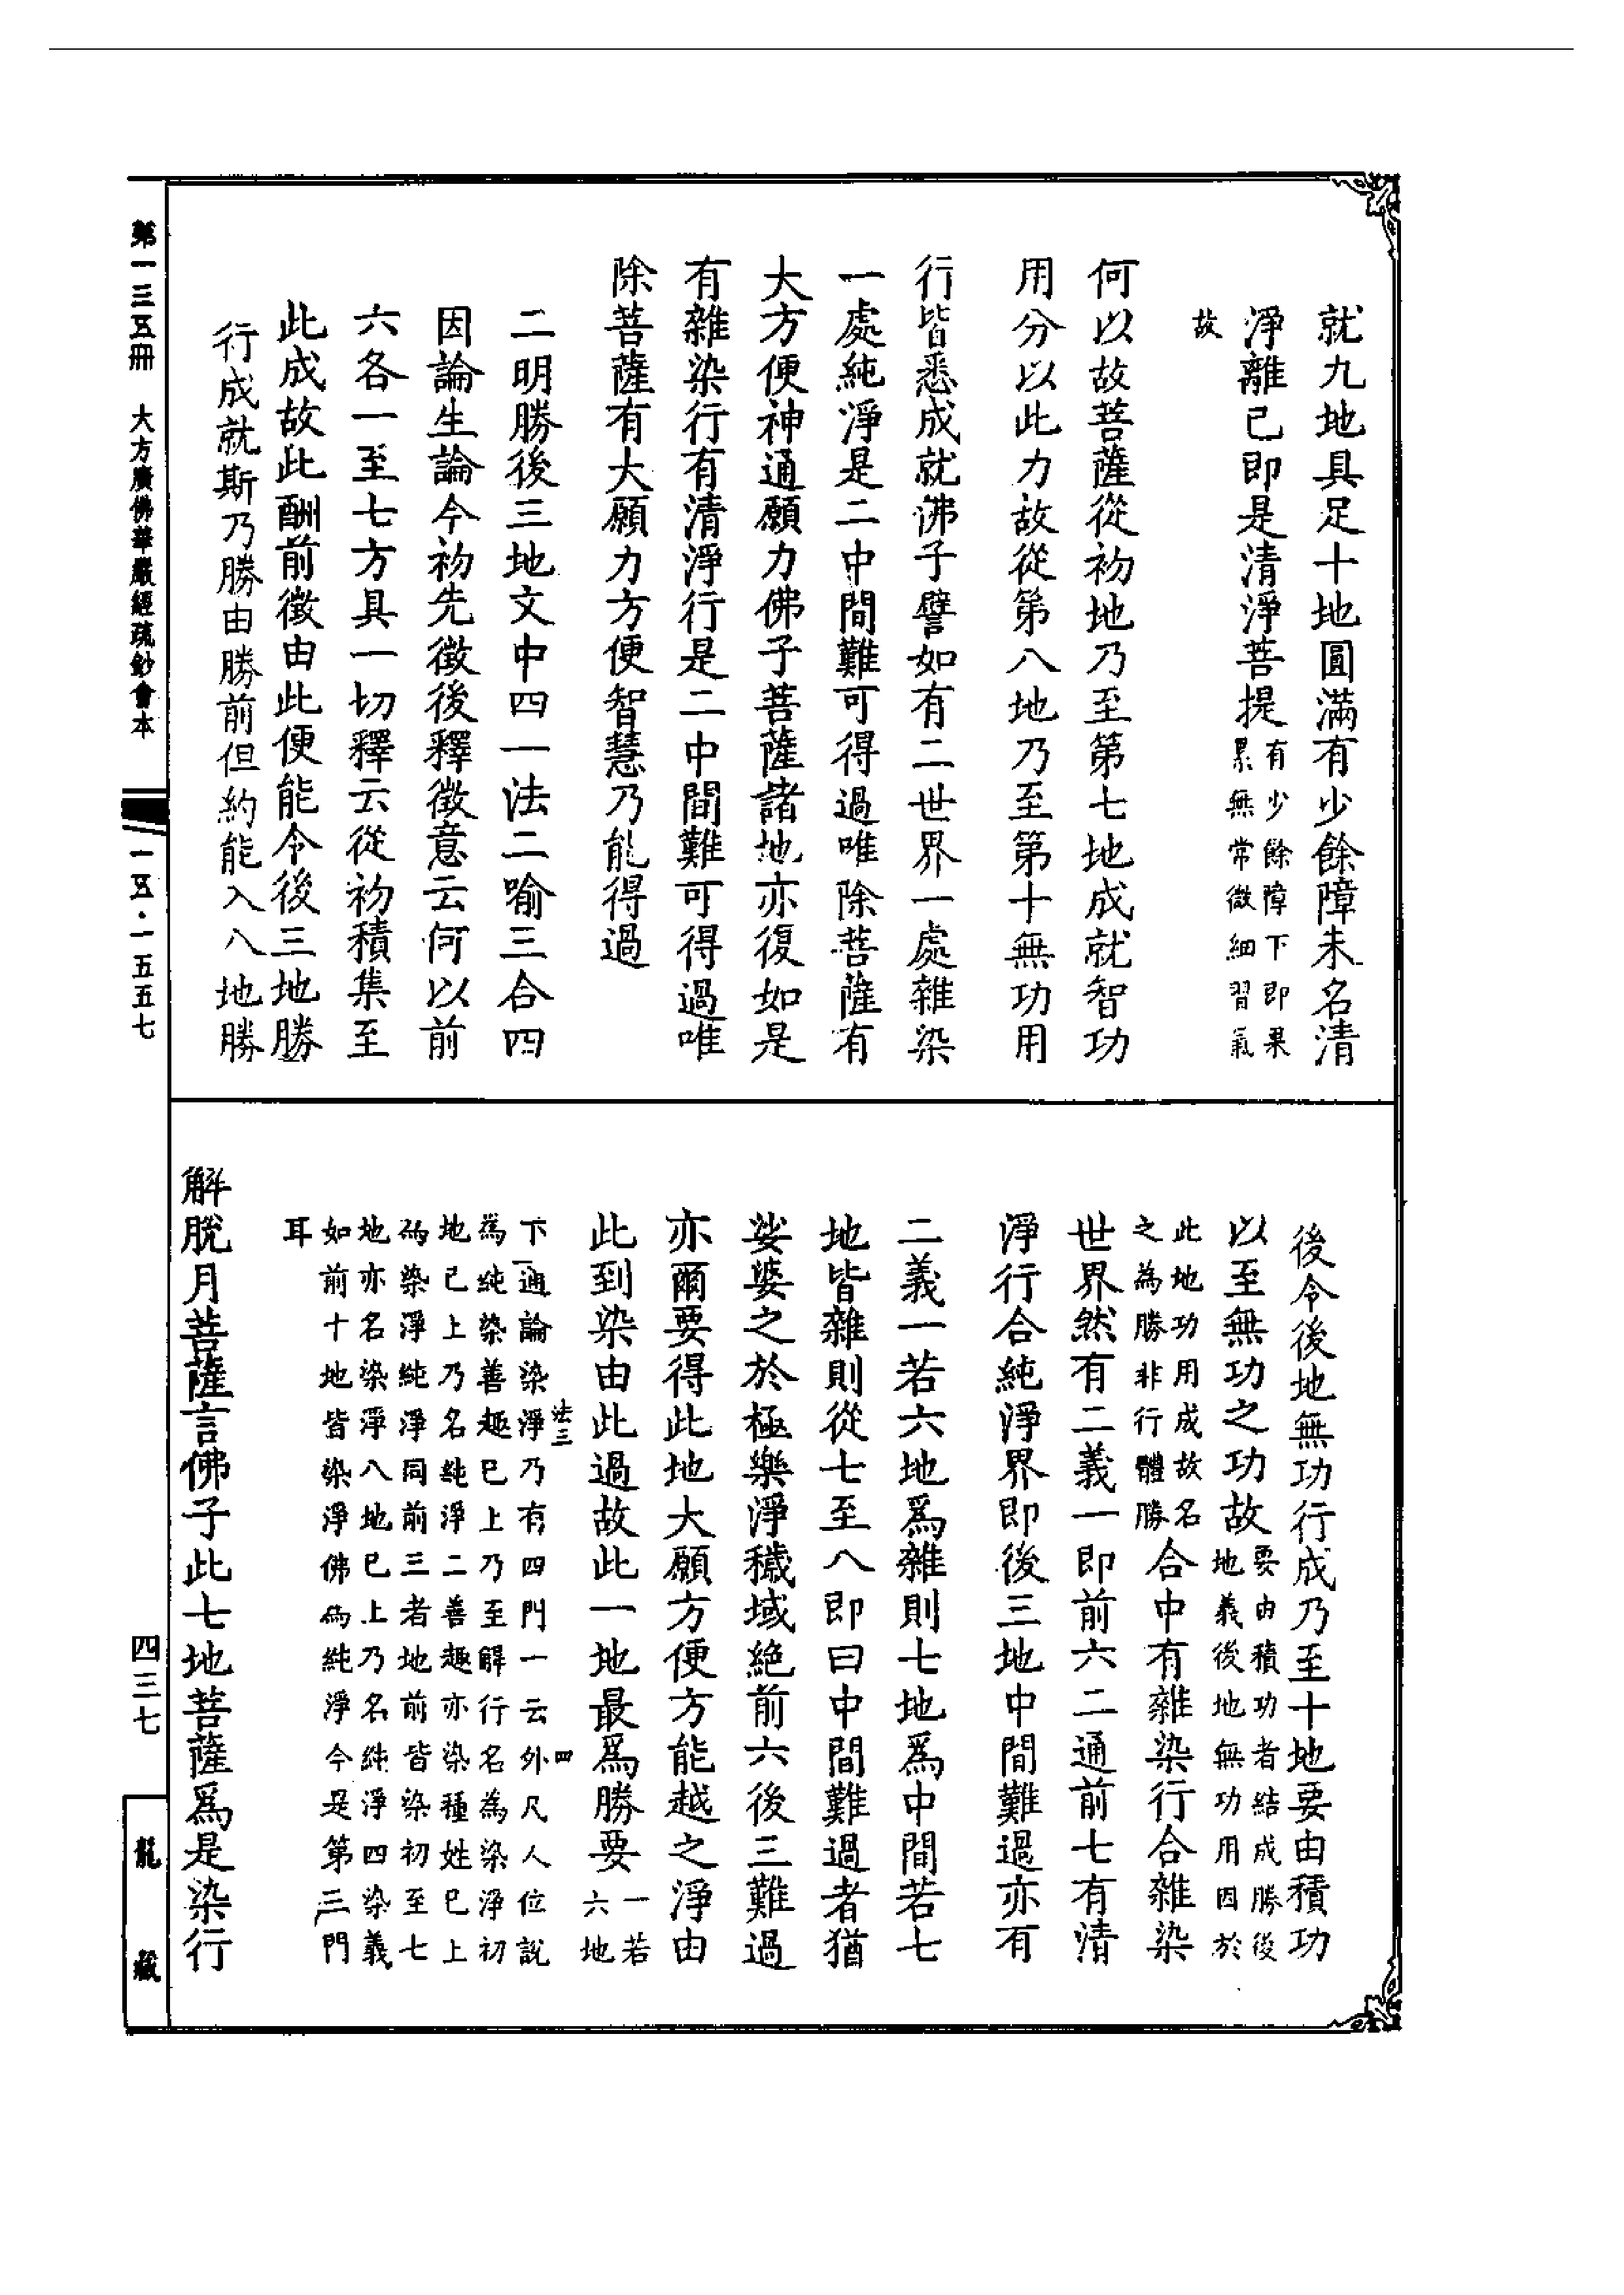 就九地具足十地圓滿有少餘障未名清
淨離已即是清淨菩提有少餘障下即果
累無常微細習氣
故
何以故菩薩從初地乃至第七地成就智功
用分以此力故從第八地乃至第十無功用
行皆悉成就佛子譬如有二世界一處雜染
一處純淨是二中間難可得過唯除菩薩有
大方便神通願力佛子菩薩諸地亦復如是
有雜染行有清淨行是二中間難可得過唯
除菩薩有大願力方便智慧乃能得過
二明勝後三地文中四一法二喻三合四
因論生論今初先徵後釋徵意云何以前
六各一至七方具一切釋云從初積集至
此成故此酬前徵由此便能令後三地勝
行成就斯乃勝由勝前但約能入八地勝
後令後地無功行成乃至十地要由積功
以至無功之功故要由積功者結成勝後
地義後地無功用因於
此地功用成故名
之為勝非行體勝合中有雜染行合雜染
世界然有二義一即前六二通前七有清
淨行合純淨界即後三地中間難過亦有
二義一若六地爲雜則七地爲中間若七
地皆雜則從七至八即曰中間難過者猶
娑婆之於極樂淨穢域絕前六後三難過
亦爾要得此地大願方便方能越之淨由
此到染由此過故此一地最爲勝要一若
六地
法三
四
下通論染淨乃有四門一云外凡人位說
為純染善趣已上乃至解行名為染淨初
地已上乃名純淨二善趣亦染種姓已上
為染淨純淨同前三者地前皆染初至七
地亦名染淨八地已上乃名純淨四染義
如前十地皆染淨佛為純淨今是第三門
耳
解脫月菩薩言佛子此七地菩薩爲是染行
第一三五冊 大方廣佛華嚴經疏鈔會本
一五·一五五七
四三七
龍藏